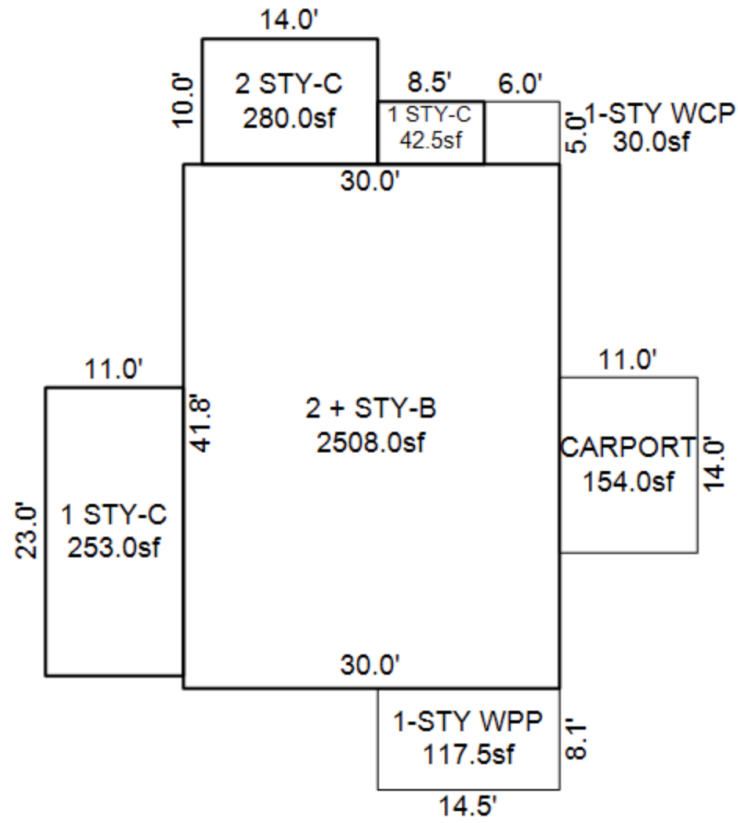 14.0'
10.0'
2 STY-C
280.0sf
8.5'
6.0'
1 STY-C
42.5sf
5.0'
1-STY WCP
30.0sf
30.0'
11.0'
41.8'
2 + STY-B
2508.0sf
11.0'
CARPORT
154.0sf
14.0'
23.0'
1 STY-C
253.0sf
30.0'
1-STY WPP
117.5sf
8.1'
14.5'